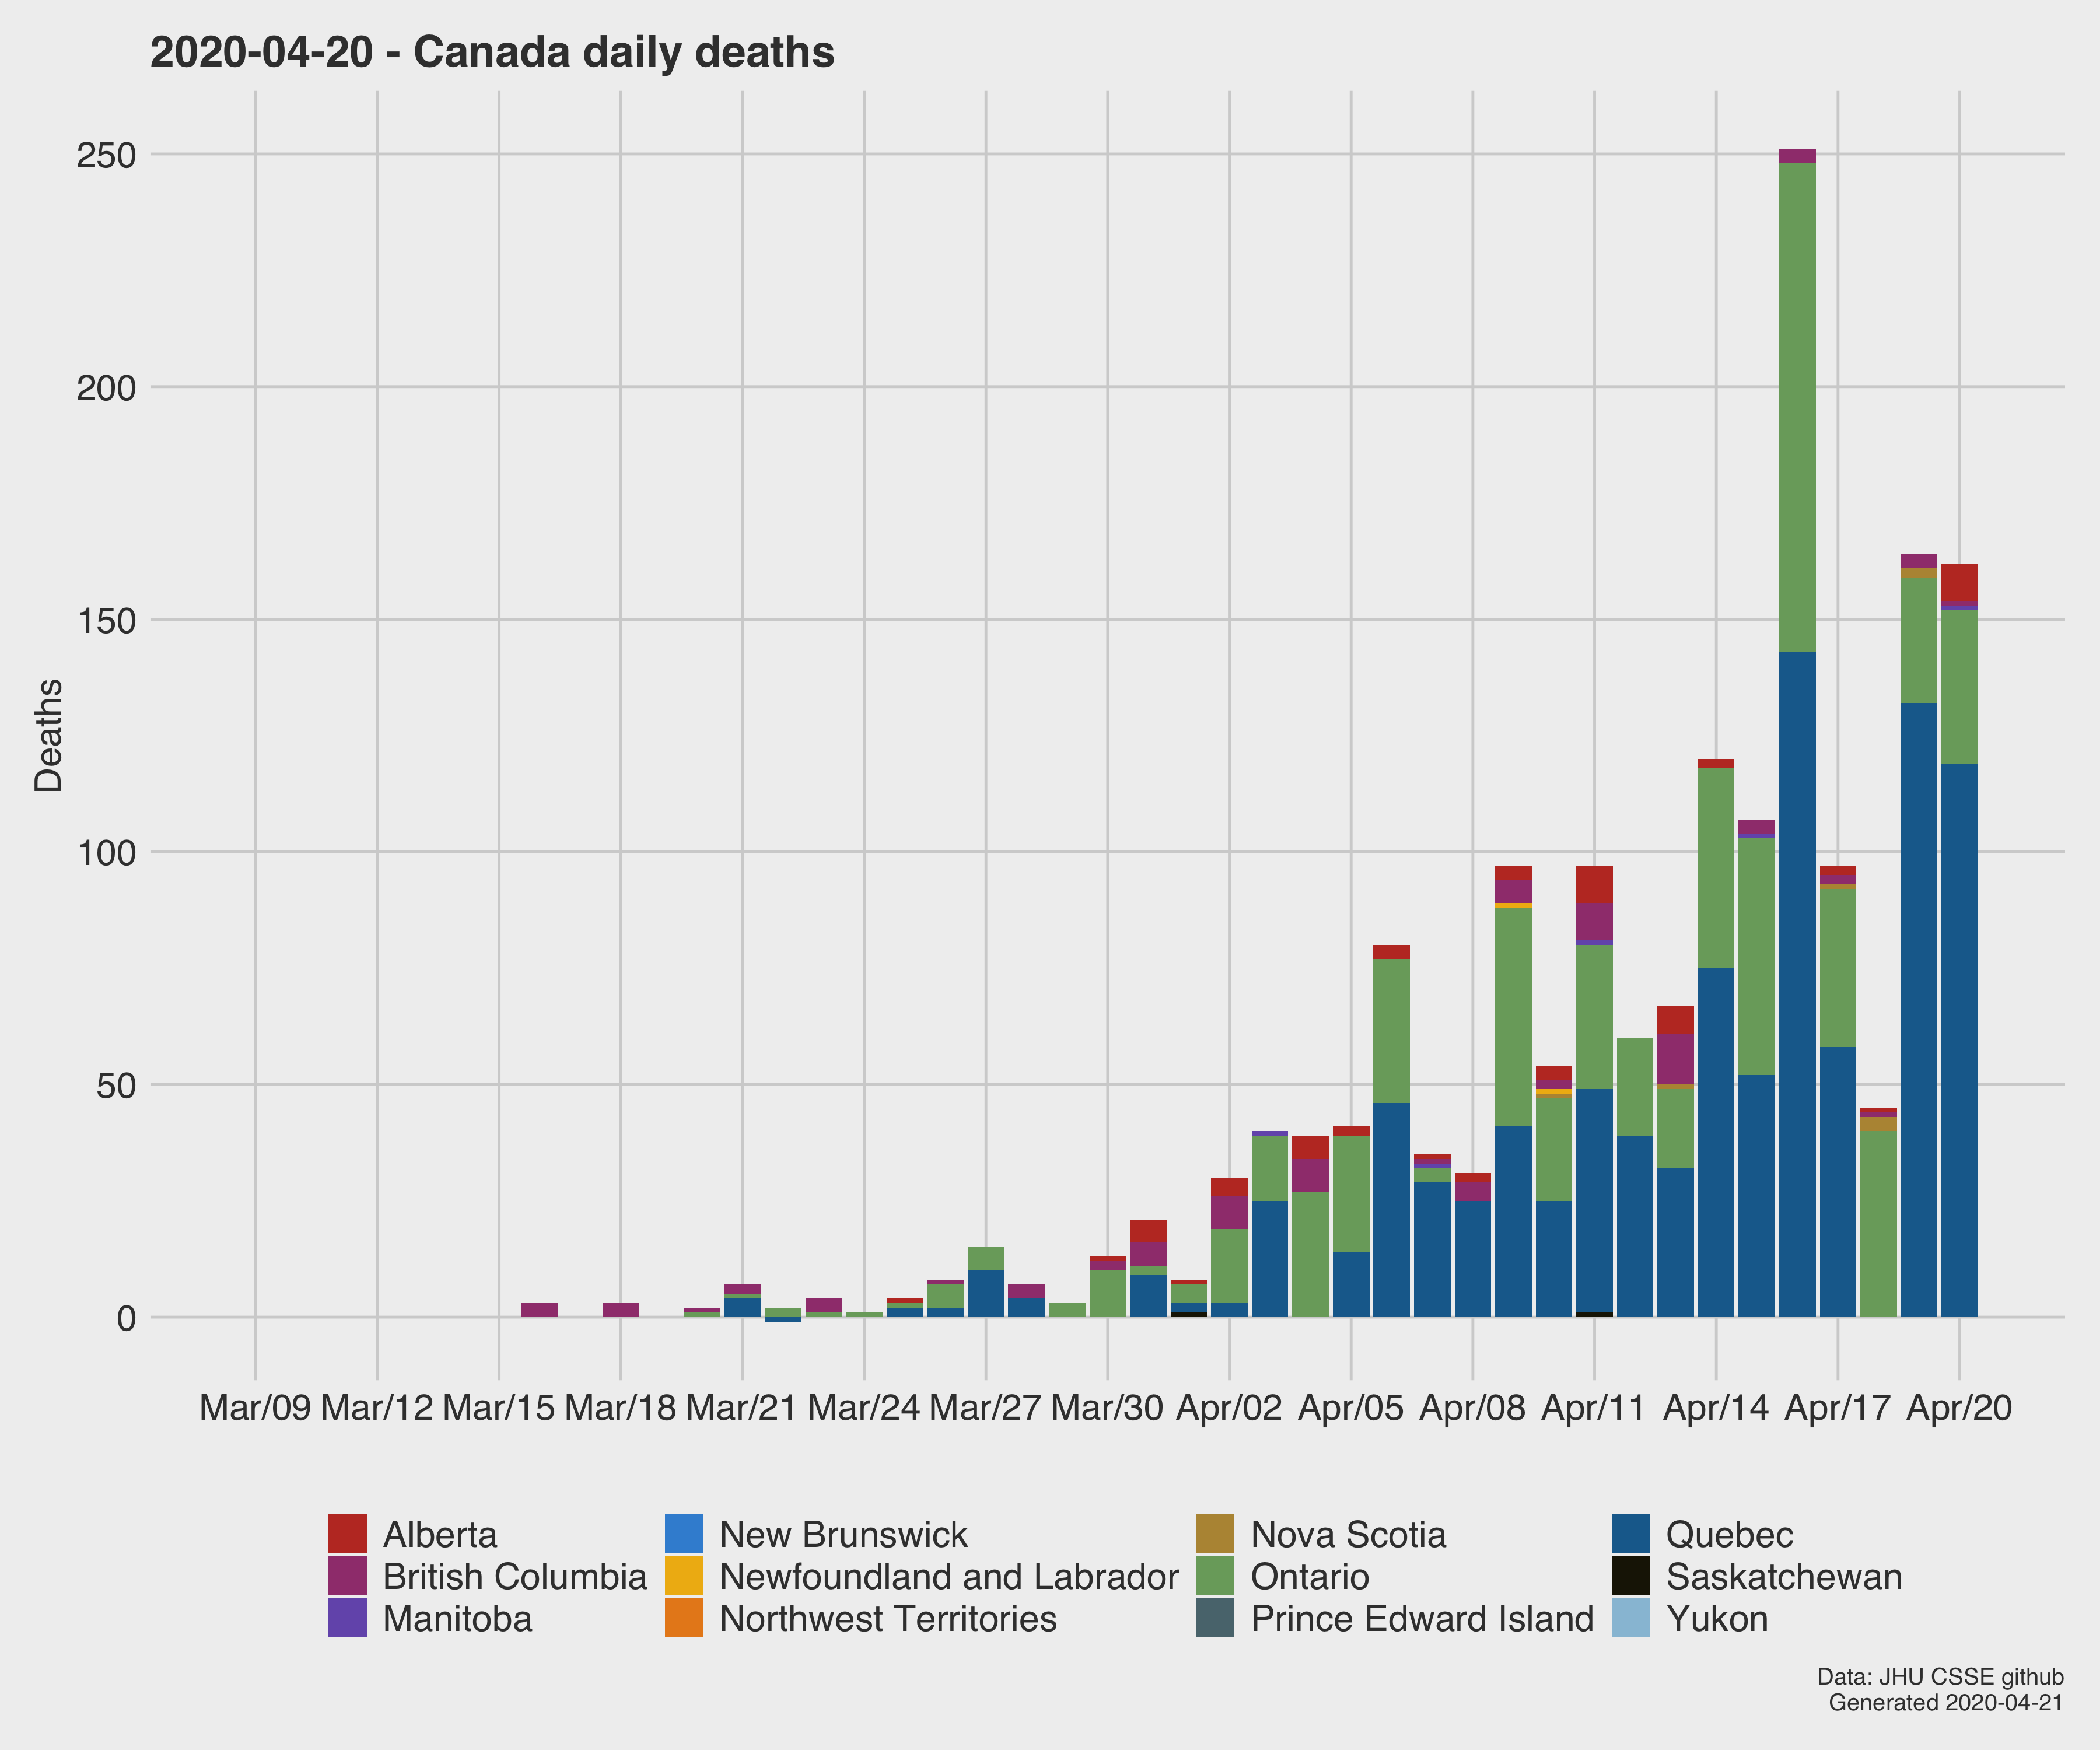 2020-04-20 - Canada daily deaths
250
200
150
100
50
0
Deaths
Mar/09 Mar/12 Mar/15 Mar/18 Mar/21 Mar/24 Mar/27 Mar/30 Apr/02 Apr/05 Apr/08 Apr/11 Apr/14 Apr/17 Apr/20
Alberta New Brunswick Nova Scotia Quebec
British Columbia Newfoundland and Labrador Ontario Saskatchewan
Manitoba Northwest Territories Prince Edward Island Yukon
Data: JHU CSSE github
Generated 2020-04-21